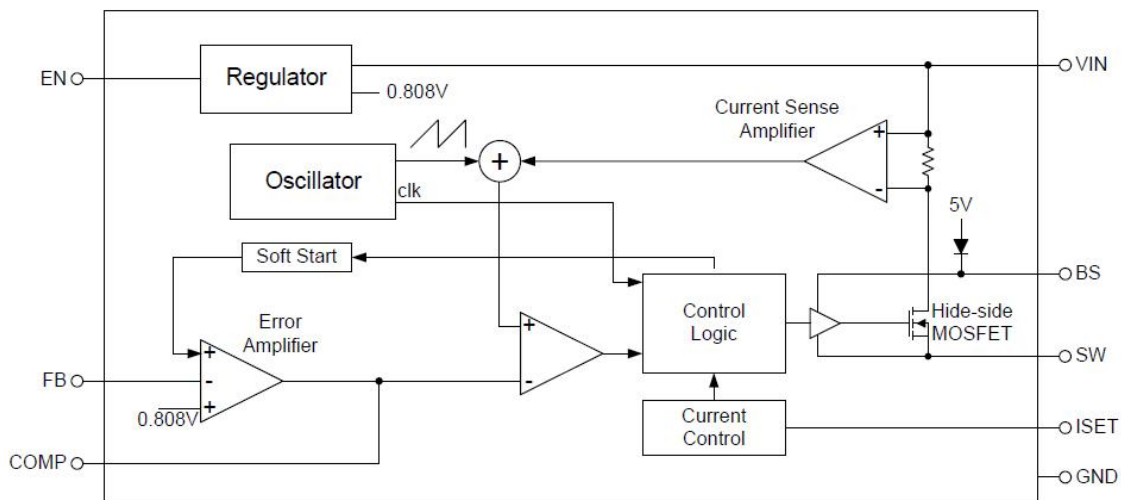 EN
Regulator
0.808V
VIN
Current Sense
Amplifier
+
-
Oscillator
clk
+
5V
Soft Start
BS
Control
Logic
Hide-side
MOSFET
SW
Error
Amplifier
+
-
+
FB
0.808V
+
-
Current
Control
ISET
COMP
GND